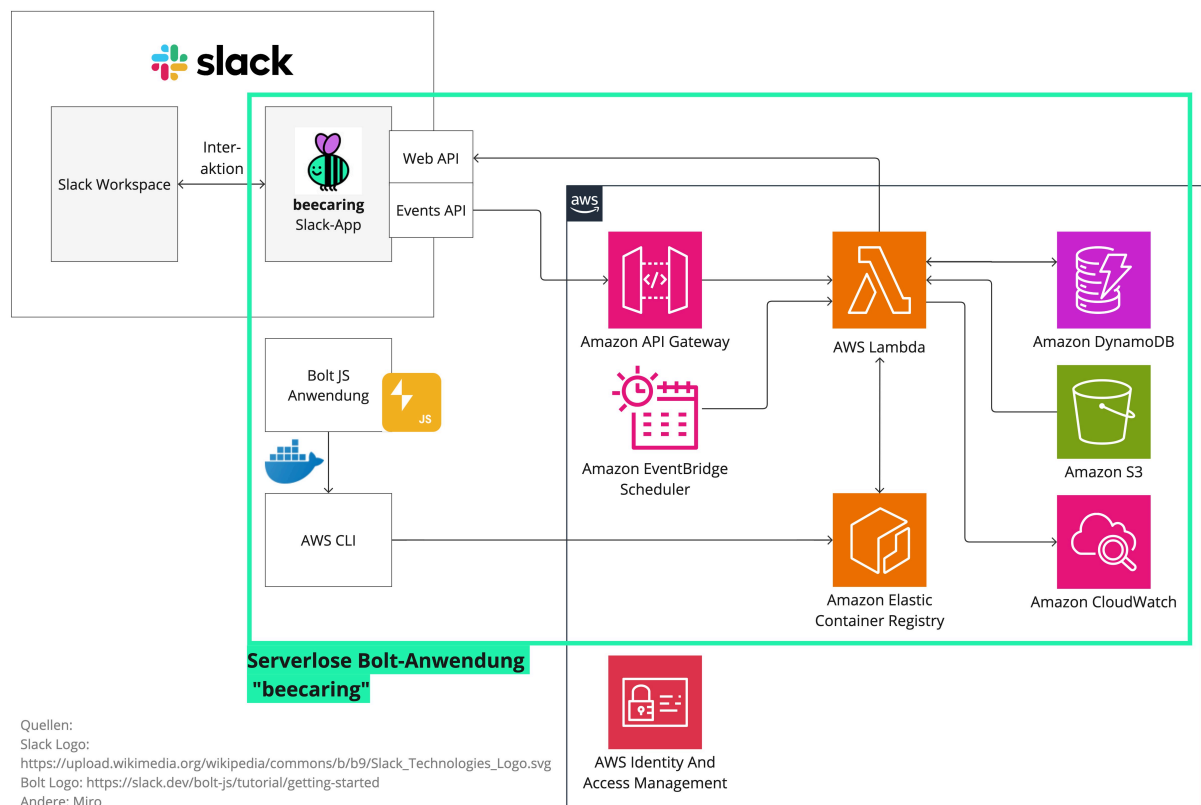 slack
Inter-
aktion
Slack Workspace
beecaring
Slack-App
Web API
Events API
aws
</>
Amazon API Gateway
AWS Lambda
Amazon DynamoDB
Bolt JS
Anwendung
JS
Amazon EventBridge
Scheduler
Amazon S3
AWS CLI
Amazon Elastic
Container Registry
Amazon CloudWatch
Serverlose Bolt-Anwendung
"beecaring"
AWS Identity And
Access Management
Quellen:
Slack Logo:
https://upload.wikimedia.org/wikipedia/commons/b/b9/Slack_Technologies_Logo.svg
Bolt Logo: https://slack.dev/bolt-js/tutorial/getting-started
Andere: Miro